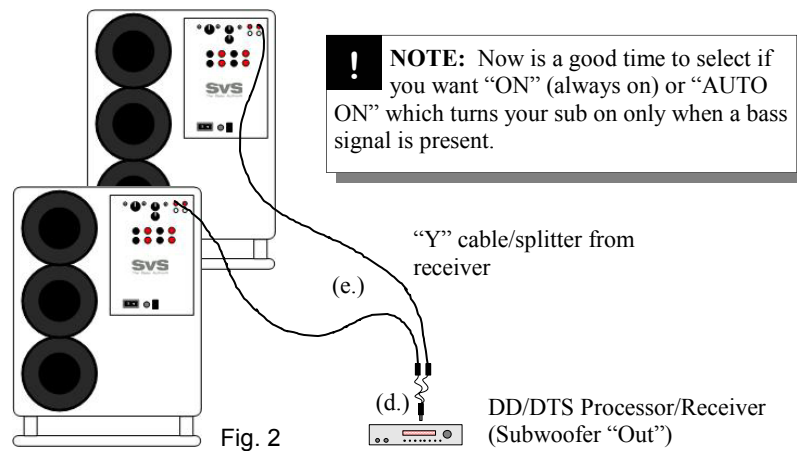 SVS
! NOTE: Now is a good time to select if
you want “ON” (always on) or “AUTO
ON” which turns your sub on only when a bass
signal is present.
SVS
“Y” cable/splitter from
receiver
(e.)
(d.)
DD/DTS Processor/Receiver
(Subwoofer “Out”)
Fig. 2